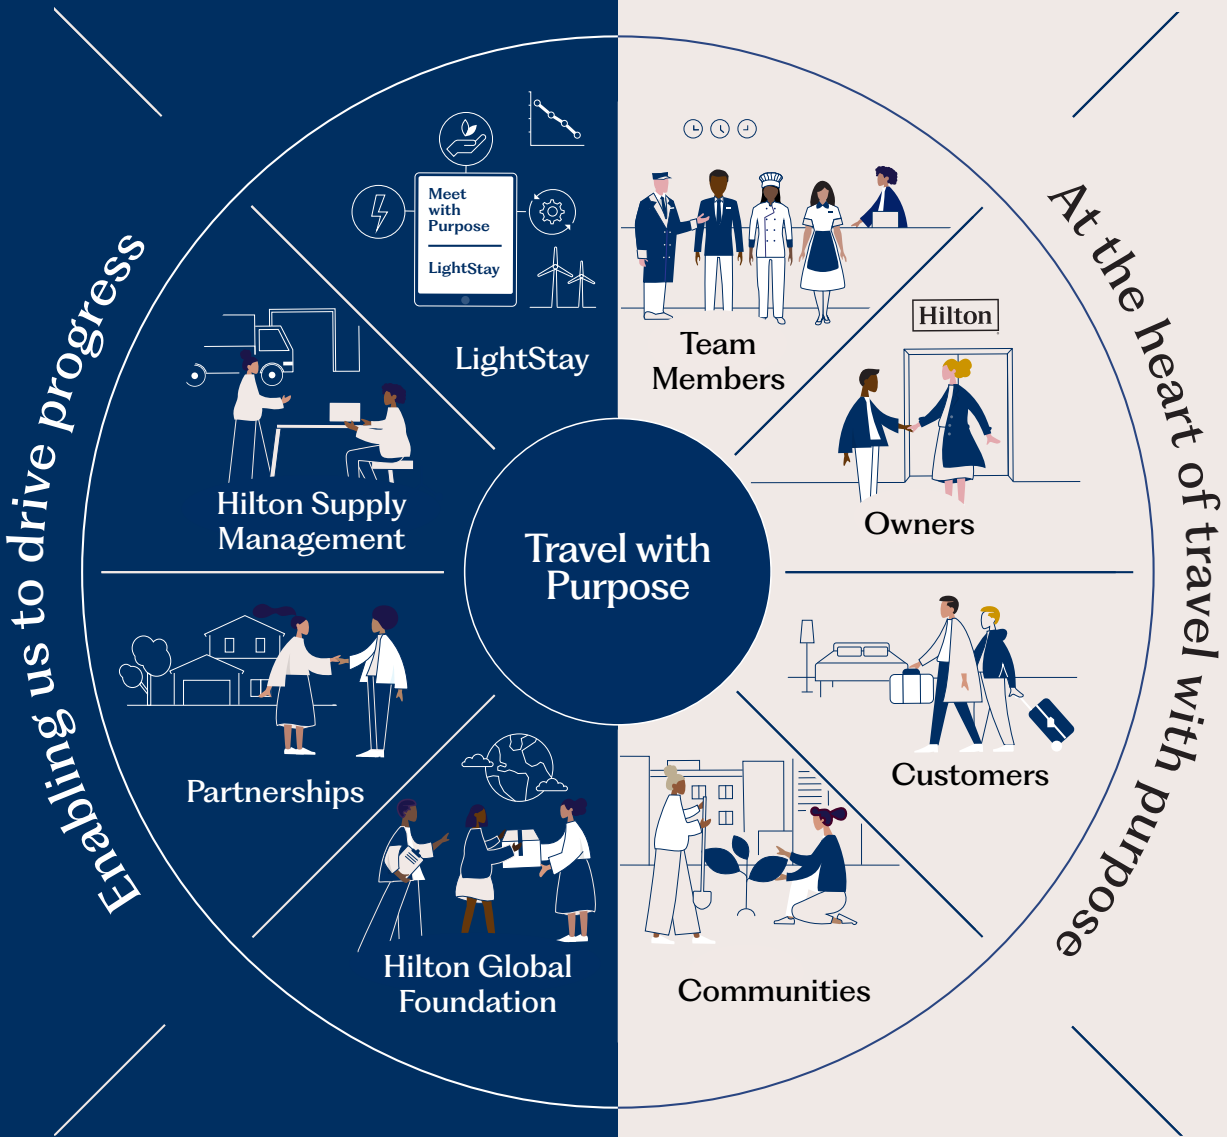 Enabling us to drive progress
At the heart of travel with purpose
Meet
with
Purpose
LightStay
LightStay
Team
Members
Hilton
Owners
Customers
Communities
Hilton Global
Foundation
Partnerships
Hilton Supply
Management
Travel with
Purpose